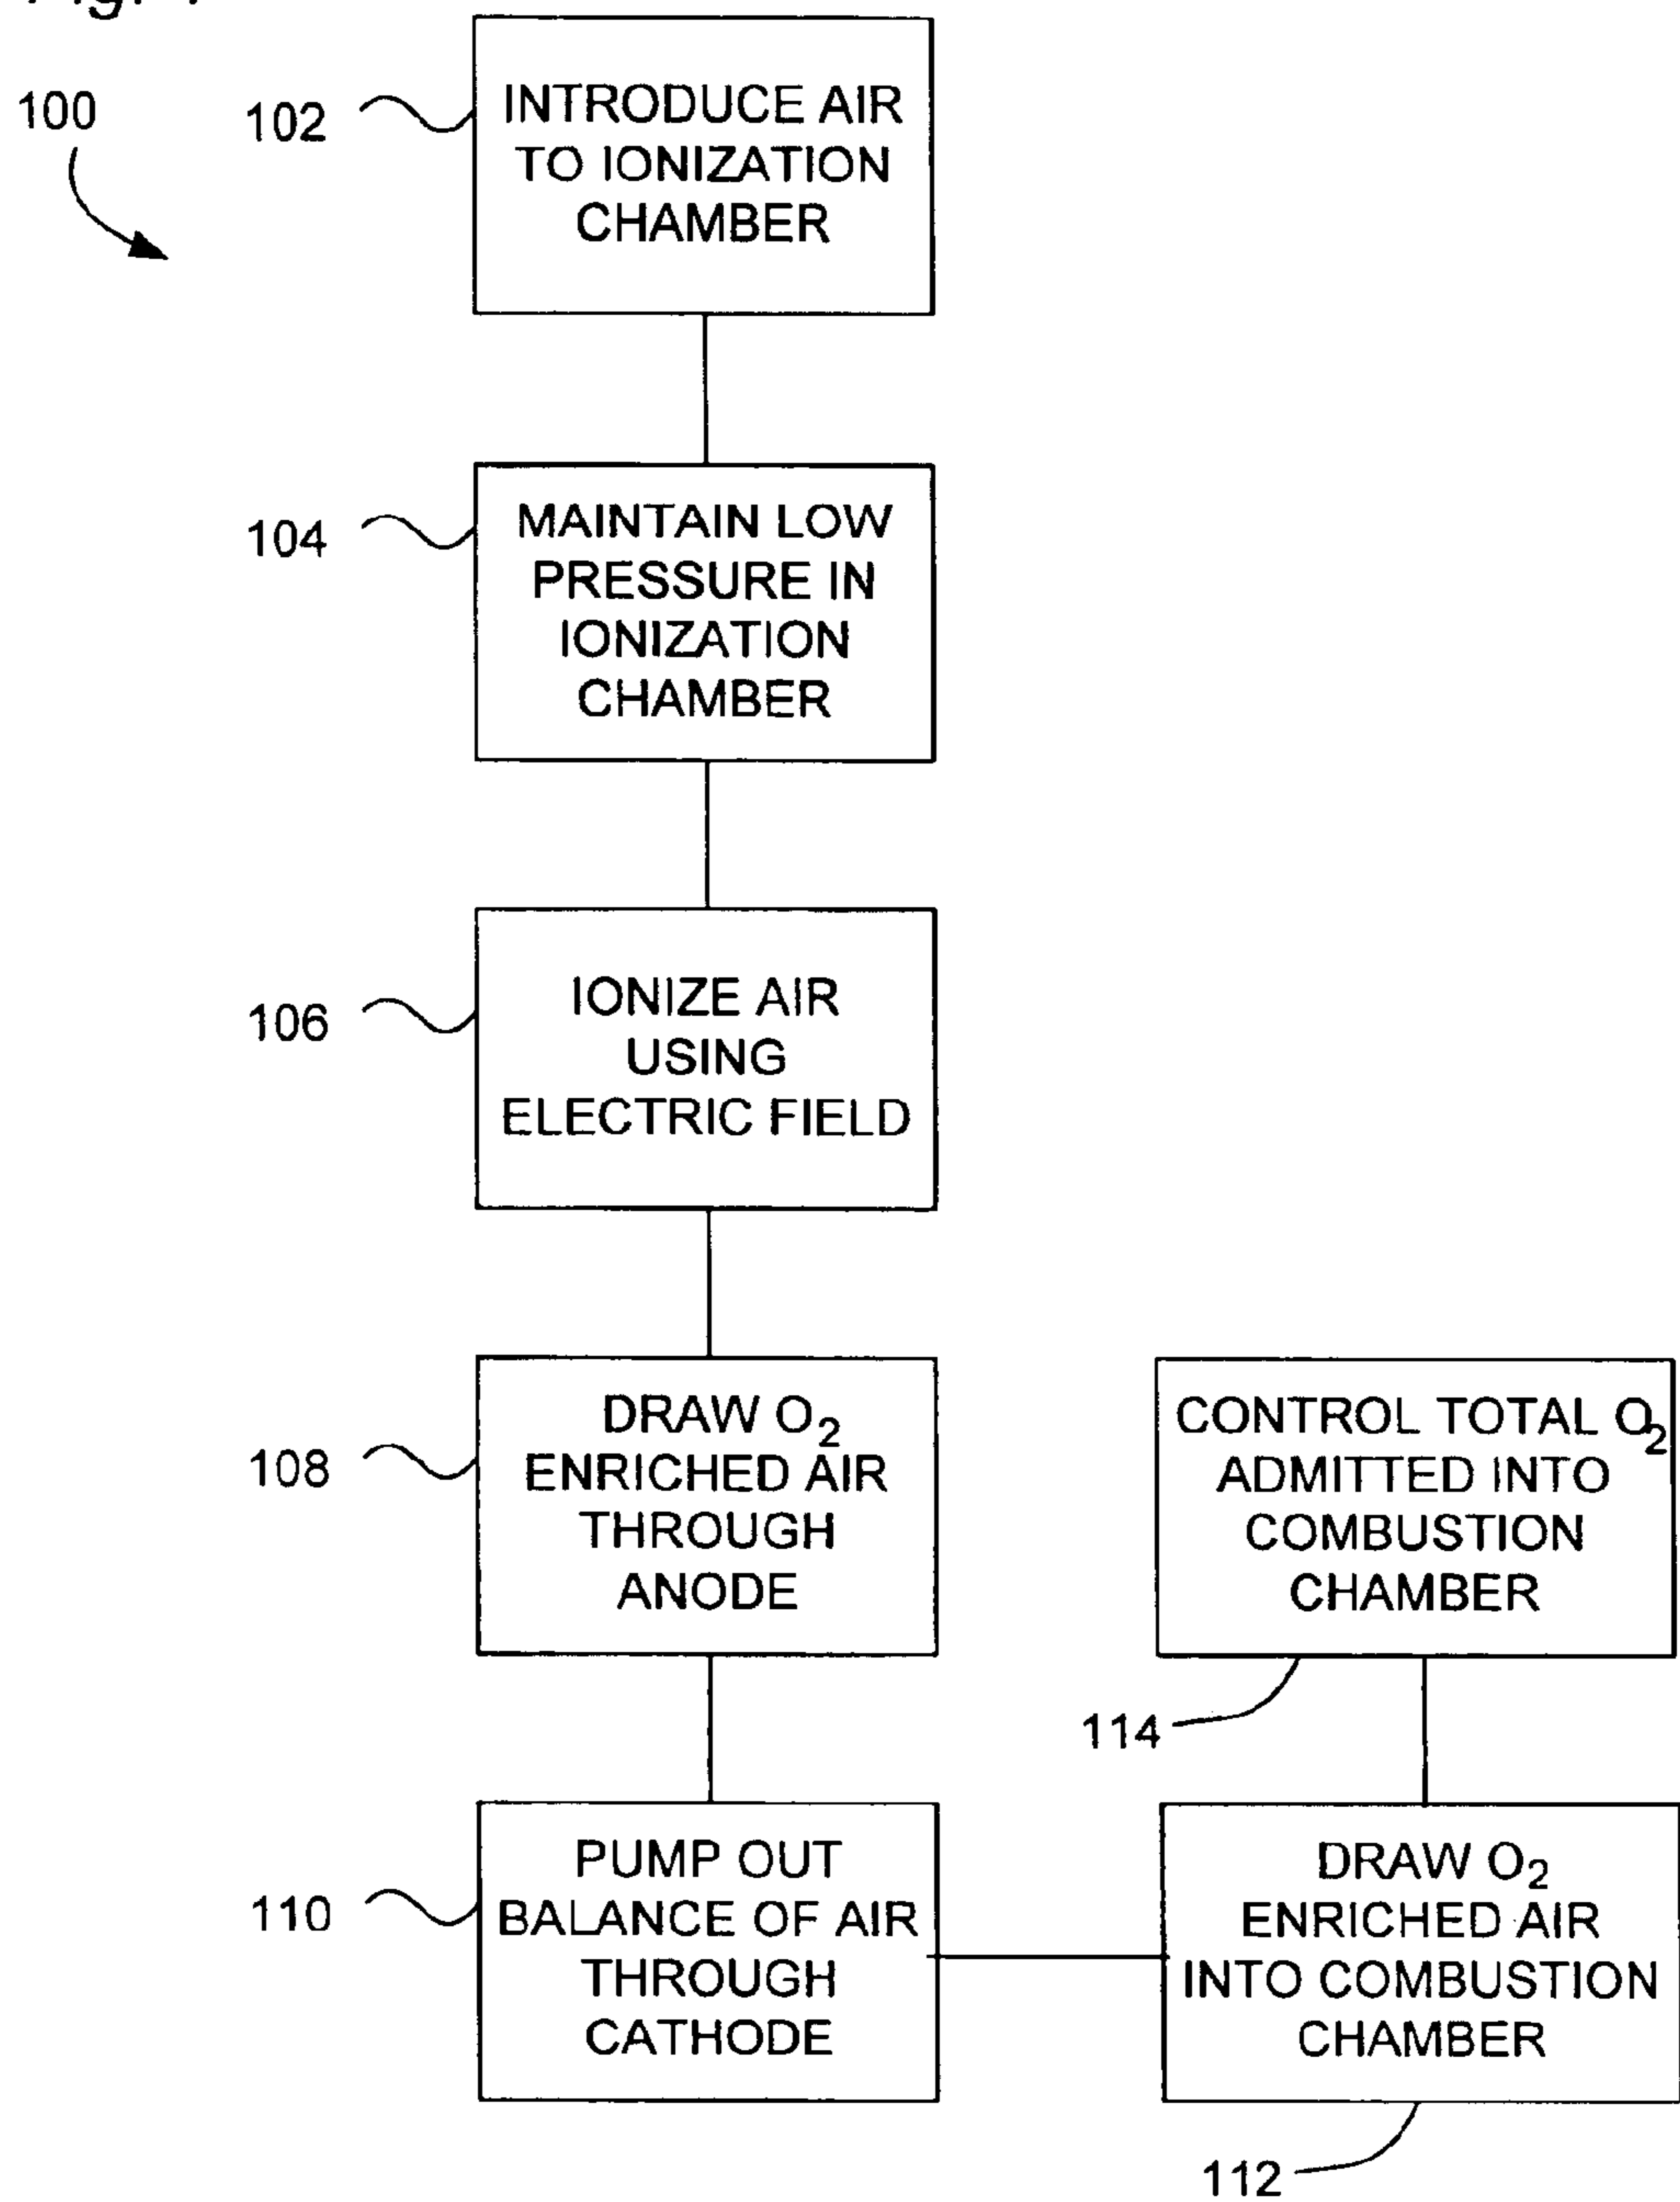 100
102
INTRODUCE AIR
TO IONIZATION
CHAMBER
104
MAINTAIN LOW
PRESSURE IN
IONIZATION
CHAMBER
106
IONIZE AIR
USING
ELECTRIC FIELD
108
DRAW O2
ENRICHED AIR
THROUGH
ANODE
110
PUMP OUT
BALANCE OF AIR
THROUGH
CATHODE
CONTROL TOTAL O2
ADMITTED INTO
COMBUSTION
CHAMBER
114
DRAW O2
ENRICHED AIR
INTO COMBUSTION
CHAMBER
112